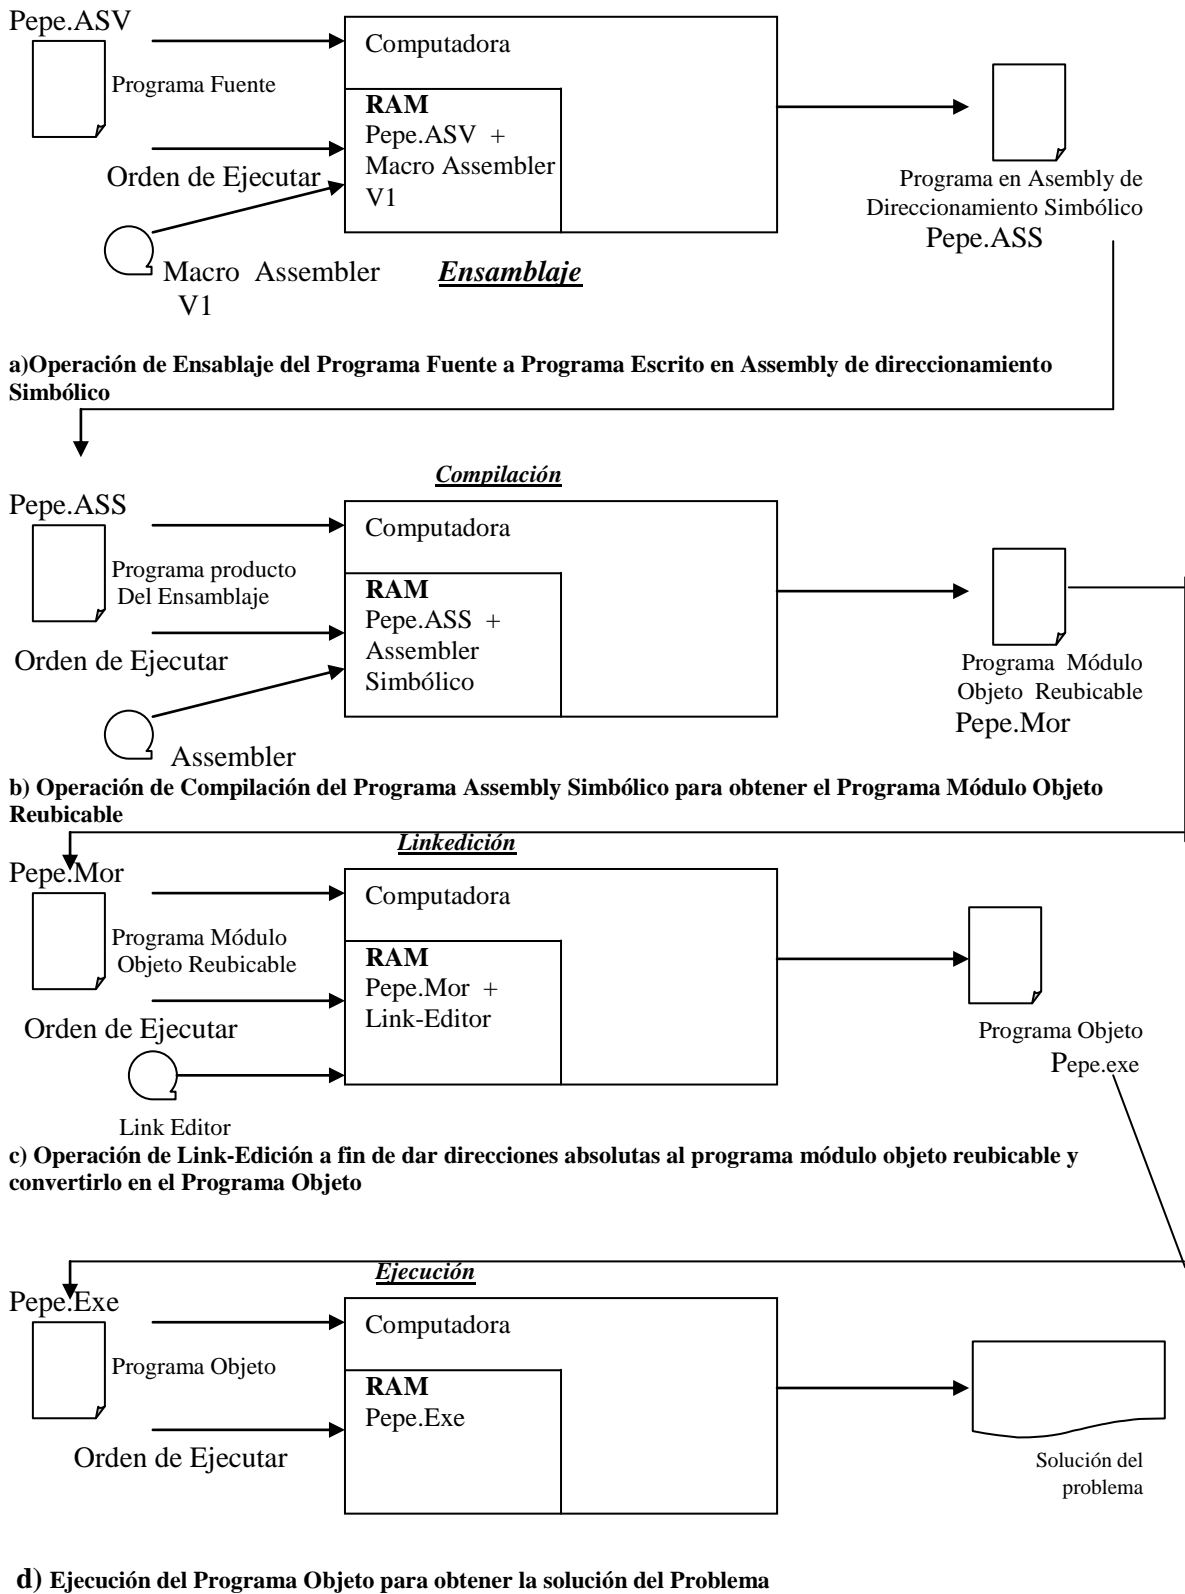 Pepe.ASV
Computadora
Programa Fuente
RAM
Pepe.ASV +
Macro Assembler
V1
Orden de Ejecutar
Programa en Asembly de
Direccionamiento Simbólico
Pepe.ASS
Macro Assembler
V1
Ensamblaje
a)Operación de Ensablaje del Programa Fuente a Programa Escrito en Assembly de direccionamiento
Simbólico
Compilación
Pepe.ASS
Computadora
Programa producto
Del Ensamblaje
RAM
Pepe.ASS +
Assembler
Simbólico
Orden de Ejecutar
Programa Módulo
Objeto Reubicable
Pepe.Mor
Assembler
b) Operación de Compilación del Programa Assembly Simbólico para obtener el Programa Módulo Objeto
Reubicable
Linkedición
Pepe.Mor
Computadora
Programa Módulo
Objeto Reubicable
RAM
Pepe.Mor +
Link-Editor
Orden de Ejecutar
Programa Objeto
Pepe.exe
Link Editor
c) Operación de Link-Edición a fin de dar direcciones absolutas al programa módulo objeto reubicable y
convertirlo en el Programa Objeto
Ejecución
Pepe.Exe
Computadora
Programa Objeto
RAM
Pepe.Exe
Orden de Ejecutar
Solución del
problema
d) Ejecución del Programa Objeto para obtener la solución del Problema